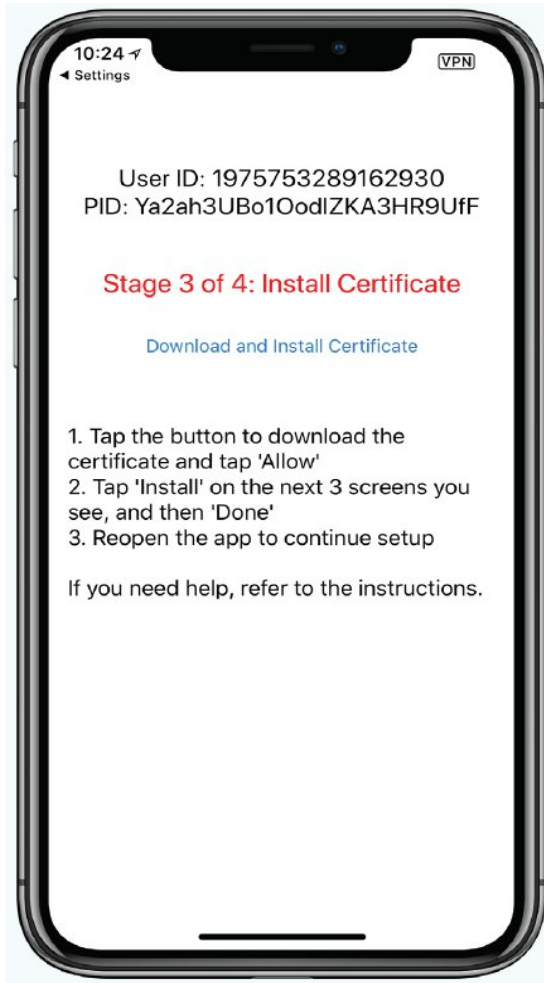 10:24
VPN
◀ Settings
User ID: 1975753289162930
PID: Ya2ah3UBo1OodIZKA3HR9UfF
Stage 3 of 4: Install Certificate
Download and Install Certificate
1. Tap the button to download the
certificate and tap 'Allow'
2. Tap 'Install' on the next 3 screens you
see, and then 'Done'
3. Reopen the app to continue setup
If you need help, refer to the instructions.